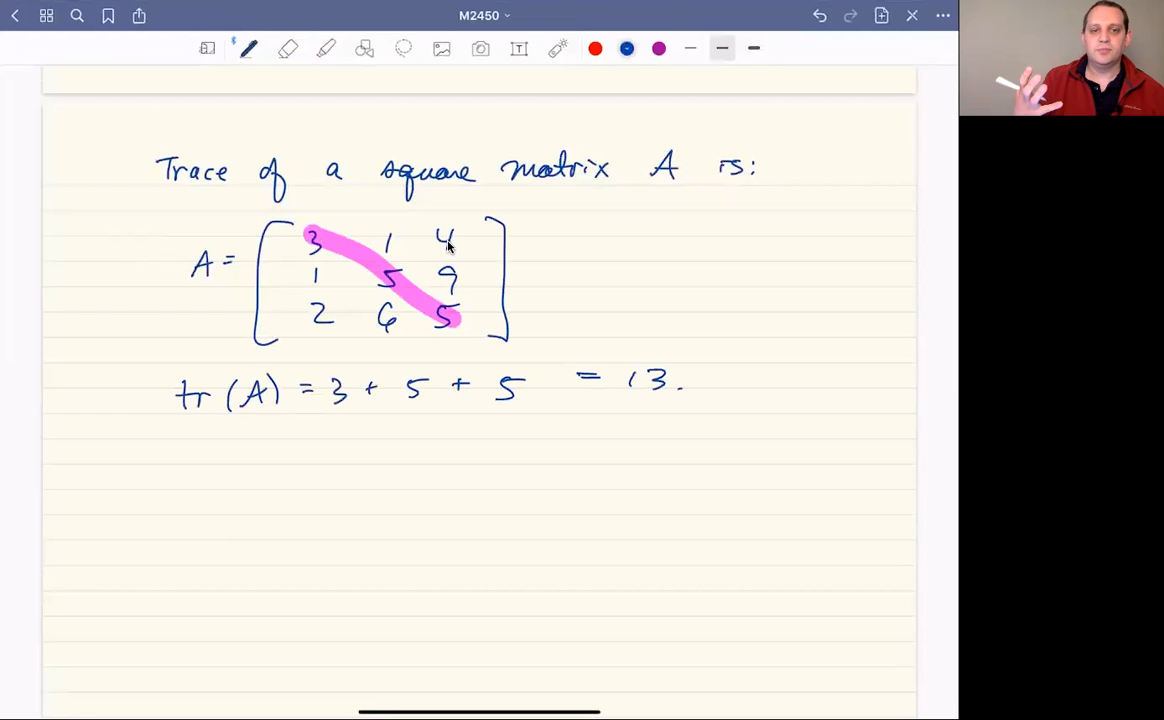 M2450
Trace of a square matrix A is:
A = [ 3 1 4
1 5 9
2 6 5 ]
tr (A) = 3 + 5 + 5 = 13.